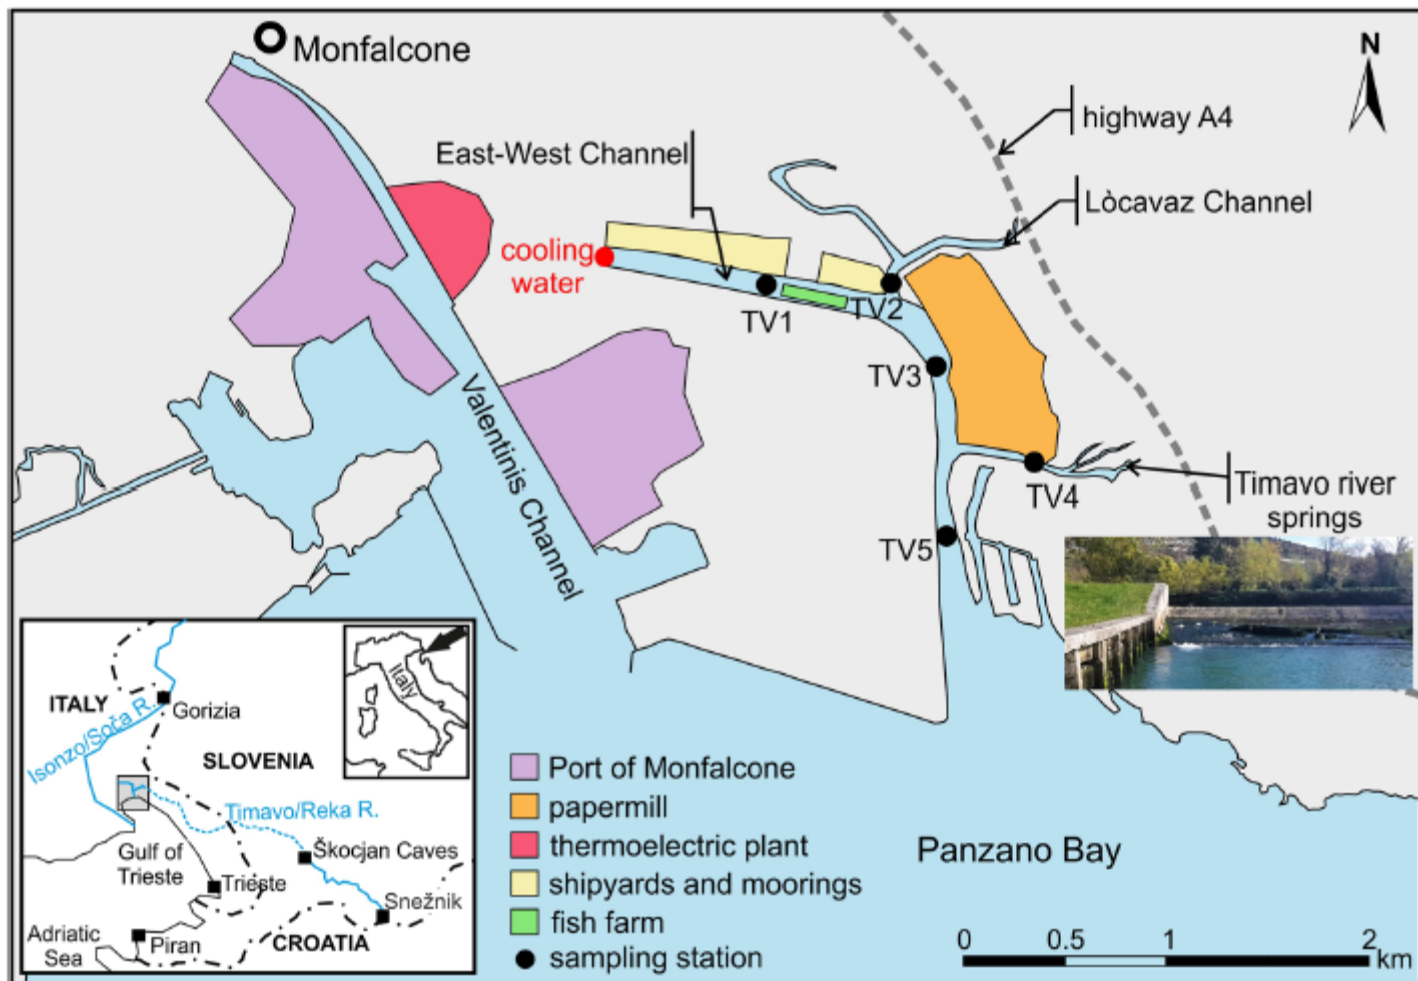 Monfalcone
N
highway A4
East-West Channel
Lòcavaz Channel
cooling
water
TV1
TV2
TV3
TV4
Timavo river
springs
TV5
Valentinis Channel
Port of Monfalcone
papermill
thermoelectric plant
shipyards and moorings
fish farm
sampling station
Panzano Bay
0 0.5 1 2
km
ITALY
Gorizia
Isonzo/Soča R.
SLOVENIA
Timavo/Reka R.
Škocjan Caves
Gulf of
Trieste
Trieste
Snežnik
Adriatic
Sea
Piran
CROATIA
Italy